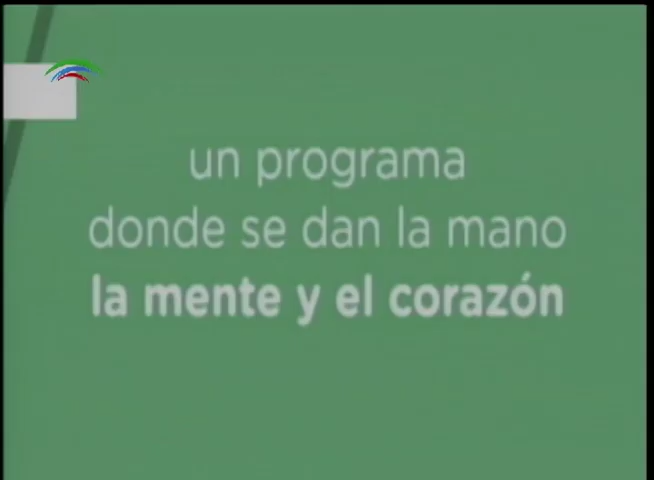 un programa
donde se dan la mano
la mente y el corazón